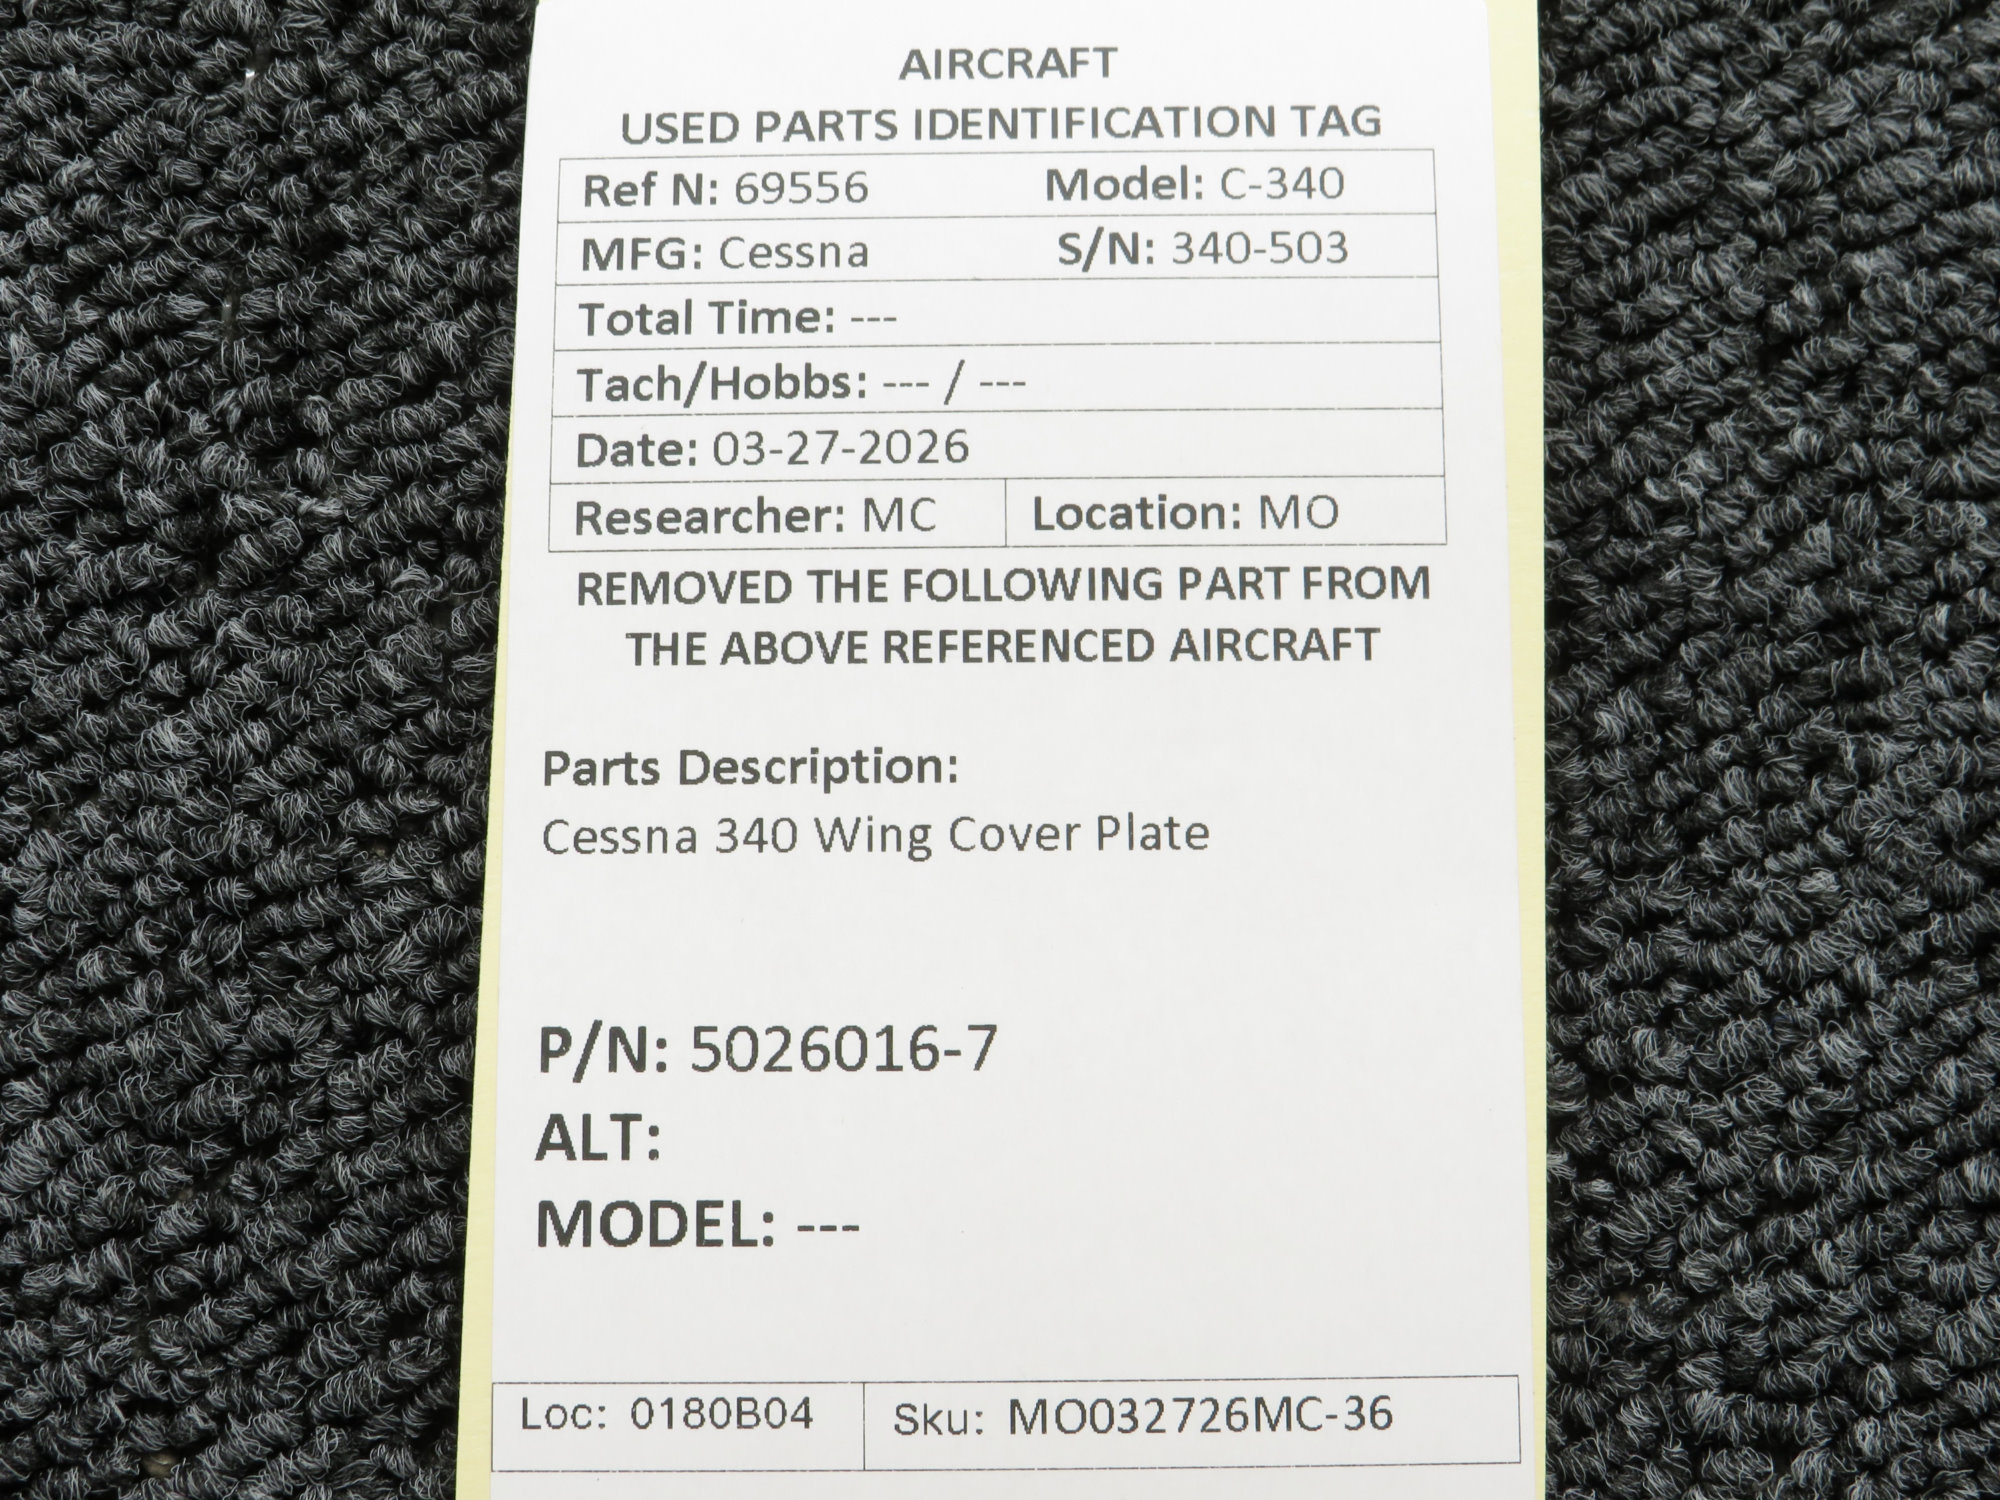 AIRCRAFT
USED PARTS IDENTIFICATION TAG
Ref N: 69556 Model: C-340
MFG: Cessna S/N: 340-503
Total Time: ---
Tach/Hobbs: --- / ---
Date: 03-27-2026
Researcher: MC Location: MO
REMOVED THE FOLLOWING PART FROM
THE ABOVE REFERENCED AIRCRAFT
Parts Description:
Cessna 340 Wing Cover Plate
P/N: 5026016-7
ALT:
MODEL: ---
Loc: 0180B04 Sku: MO032726MC-36